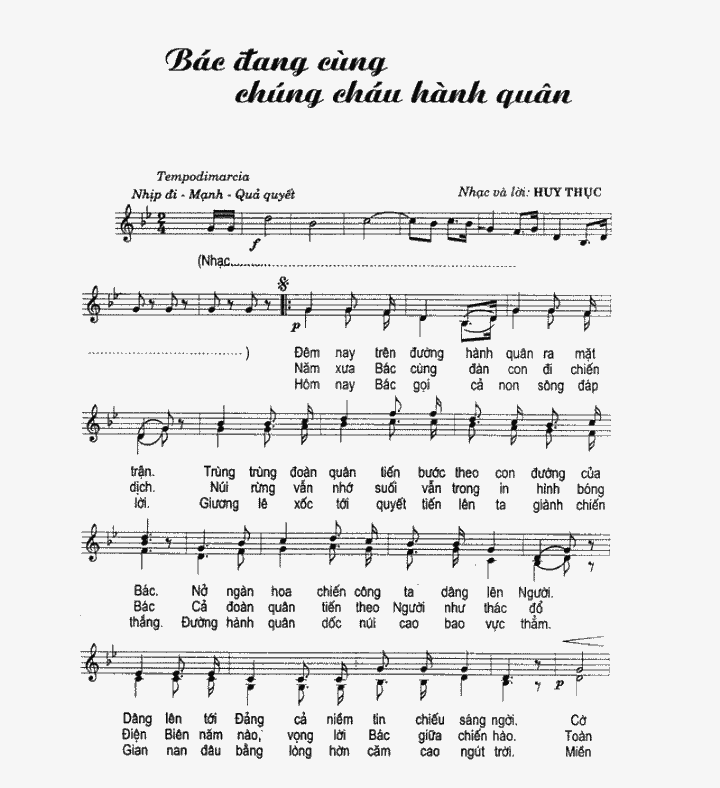 Bác đang cùng
chúng cháu hành quân
Tempodimarcia
Nhịp đi - Mạnh - Quả quyết
Nhạc và lời: HUY THỤC
2
4
f
(Nhạc..................................................................
........................................ )
p
Đêm nay trên đường hành quân ra mặt
Năm xưa Bác cùng đàn con đi chiến
Hôm nay Bác gọi cả non sông đáp
trận. Trùng trùng đoàn quân tiến bước theo con đường của
dịch. Núi rừng vẫn nhớ suối vẫn trong in hình bóng
lời. Giương lê xốc tới quyết tiến lên ta giành chiến
Bác. Nở ngàn hoa chiến công ta dâng lên Người.
Bác Cả đoàn quân tiến theo Người như thác đổ
thắng. Đường hành quân dốc núi cao bao vực thẳm.
p
Dâng lên tới Đảng cả niềm tin chiếu sáng ngời. Cờ
Điện Biên năm nào, vọng lời Bác giữa chiến hào. Toàn
Gian nan đâu bằng lòng hờn căm cao ngút trời. Miền